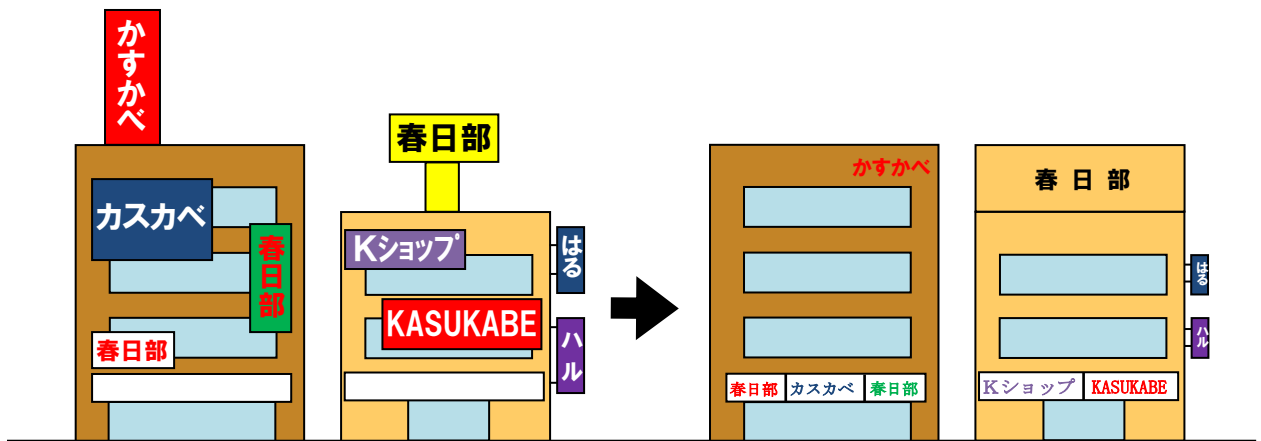 かすかべ
カスカベ
春日部
春日部
春日部
Kショップ
はる
KASUKABE
ハル
かすかべ
春日部 カスカベ 春日部
春日部
はる
ハル
Kショップ KASUKABE